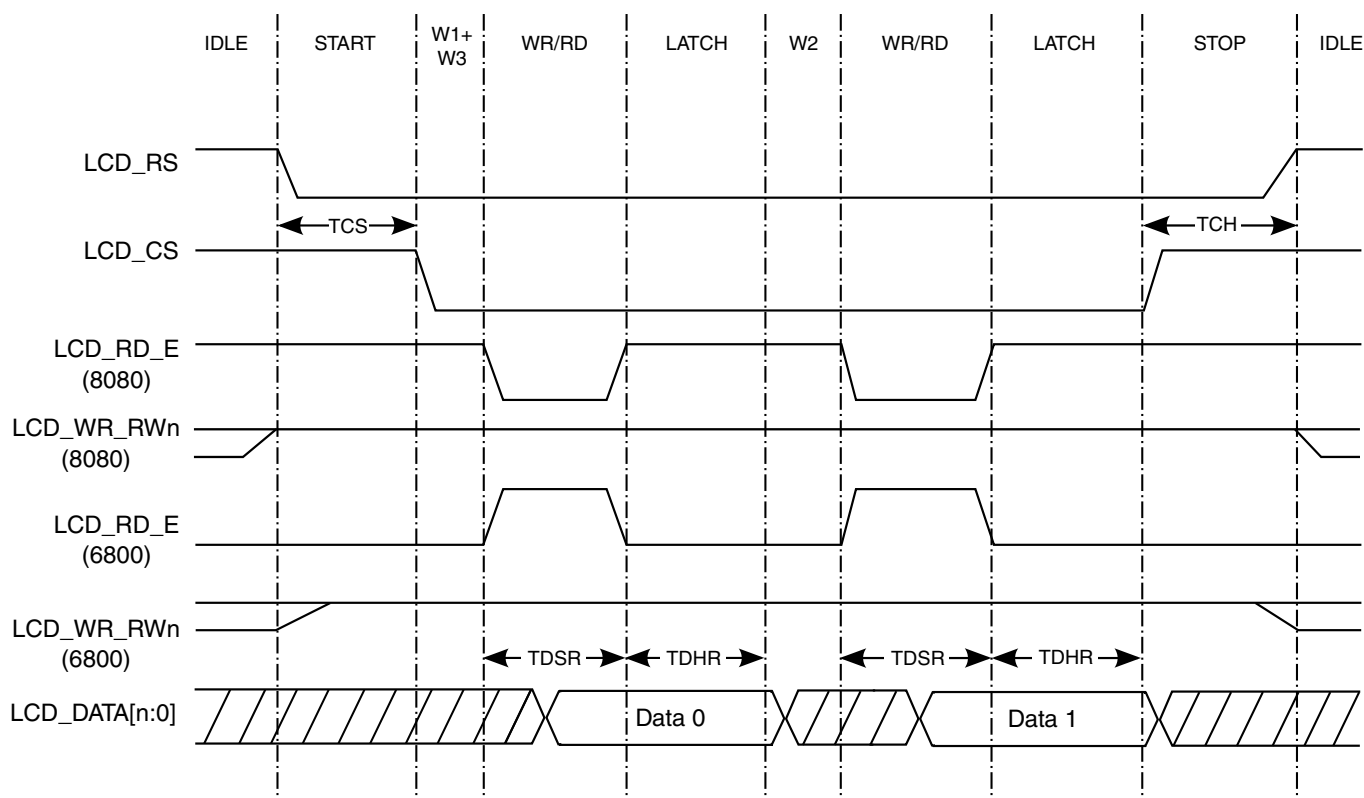 IDLE START W1+ W3 WR/RD LATCH W2 WR/RD LATCH STOP IDLE
LCD_RS
TCS TCH
LCD_CS
LCD_RD_E
(8080)
LCD_WR_RWn
(8080)
LCD_RD_E
(6800)
LCD_WR_RWn
(6800)
TDSR TDHR TDSR TDHR
LCD_DATA[n:0] Data 0 Data 1